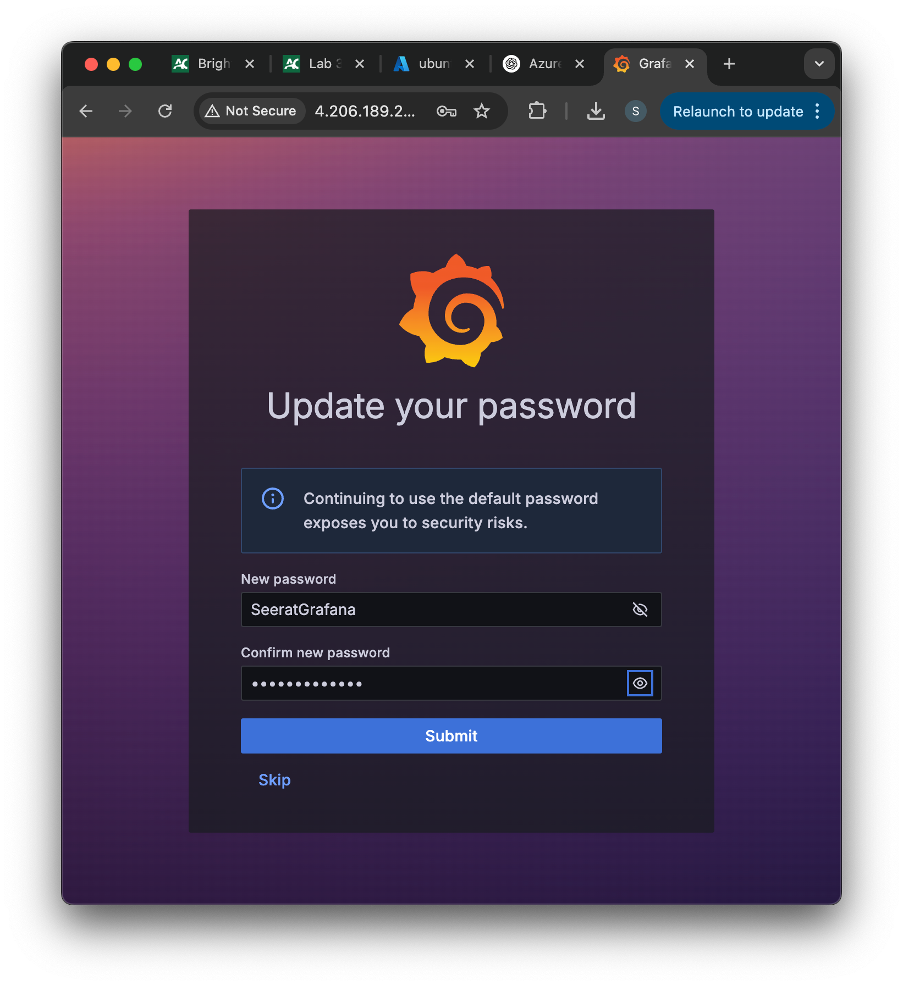 Brigh
Lab 3
ubun
Azure
Grafa
Not Secure
4.206.189.2...
S
Relaunch to update
Update your password
Continuing to use the default password
exposes you to security risks.
New password
SeeratGrafana
Confirm new password
•••••••••••••
Submit
Skip